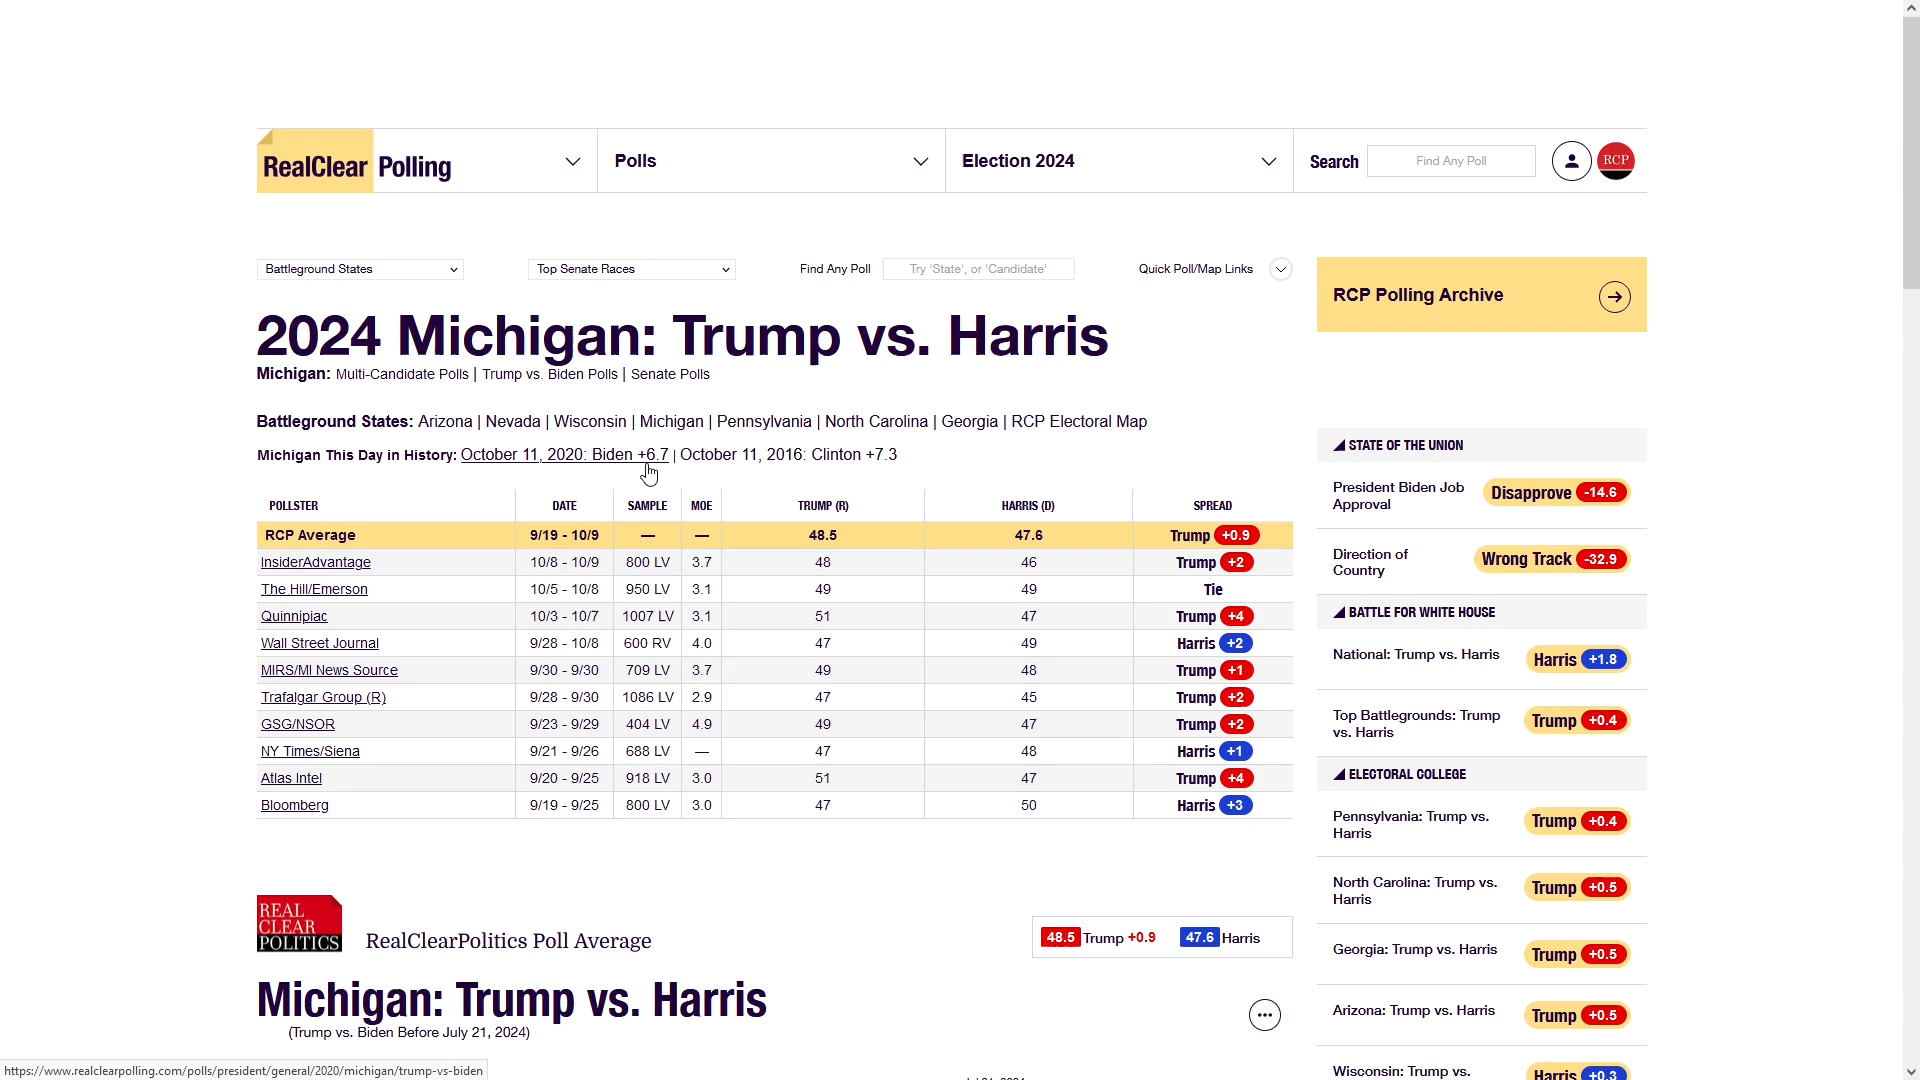 RealClear Polling
Polls
Election 2024
Search
Find Any Poll
RCP
Battleground States
Top Senate Races
Find Any Poll
Try 'State', or 'Candidate'
Quick Poll/Map Links
2024 Michigan: Trump vs. Harris
Michigan: Multi-Candidate Polls | Trump vs. Biden Polls | Senate Polls
Battleground States: Arizona | Nevada | Wisconsin | Michigan | Pennsylvania | North Carolina | Georgia | RCP Electoral Map
Michigan This Day in History: October 11, 2020: Biden +6.7 | October 11, 2016: Clinton +7.3
POLLSTER DATE SAMPLE MOE TRUMP (R) HARRIS (D) SPREAD
RCP Average 9/19 - 10/9 — — 48.5 47.6 Trump +0.9
InsiderAdvantage 10/8 - 10/9 800 LV 3.7 48 46 Trump +2
The Hill/Emerson 10/5 - 10/8 950 LV 3.1 49 49 Tie
Quinnipiac 10/3 - 10/7 1007 LV 3.1 51 47 Trump +4
Wall Street Journal 9/28 - 10/8 600 RV 4.0 47 49 Harris +2
MIRS/MI News Source 9/30 - 9/30 709 LV 3.7 49 48 Trump +1
Trafalgar Group (R) 9/28 - 9/30 1086 LV 2.9 47 45 Trump +2
GSG/NSOR 9/23 - 9/29 404 LV 4.9 49 47 Trump +2
NY Times/Siena 9/21 - 9/26 688 LV — 47 48 Harris +1
Atlas Intel 9/20 - 9/25 918 LV 3.0 51 47 Trump +4
Bloomberg 9/19 - 9/25 800 LV 3.0 47 50 Harris +3
REAL
CLEAR
POLITICS
RealClearPolitics Poll Average
48.5 Trump +0.9 47.6 Harris
Michigan: Trump vs. Harris
(Trump vs. Biden Before July 21, 2024)
RCP Polling Archive
STATE OF THE UNION
President Biden Job
Approval
Disapprove -14.6
Direction of
Country
Wrong Track -32.9
BATTLE FOR WHITE HOUSE
National: Trump vs. Harris
Harris +1.8
Top Battlegrounds: Trump
vs. Harris
Trump +0.4
ELECTORAL COLLEGE
Pennsylvania: Trump vs.
Harris
Trump +0.4
North Carolina: Trump vs.
Harris
Trump +0.5
Georgia: Trump vs. Harris
Trump +0.5
Arizona: Trump vs. Harris
Trump +0.5
Wisconsin: Trump vs.
Harris +0.3
https://www.realclearpolling.com/polls/president/general/2020/michigan/trump-vs-biden